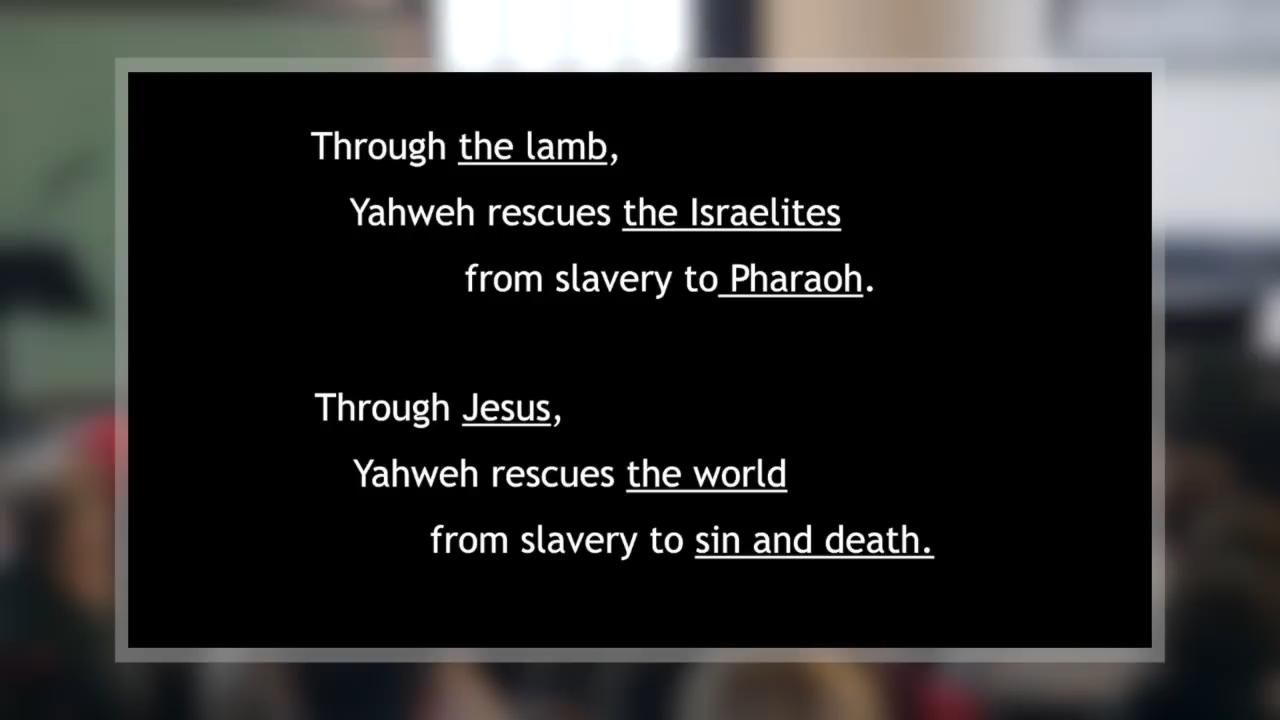 Through the lamb,
Yahweh rescues the Israelites
from slavery to Pharaoh.
Through Jesus,
Yahweh rescues the world
from slavery to sin and death.